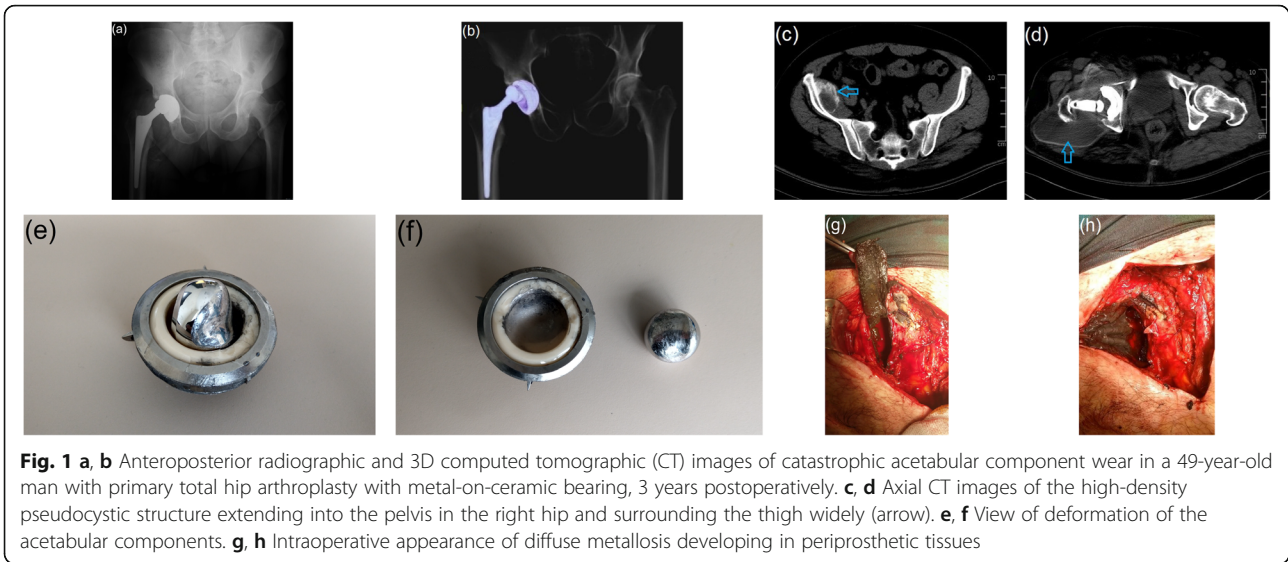 (a)
(b)
(c)
(d)
10
cm
10
cm
(e)
(f)
(g)
(h)
Fig. 1 a, b Anteroposterior radiographic and 3D computed tomographic (CT) images of catastrophic acetabular component wear in a 49-year-old
man with primary total hip arthroplasty with metal-on-ceramic bearing, 3 years postoperatively. c, d Axial CT images of the high-density
pseudocystic structure extending into the pelvis in the right hip and surrounding the thigh widely (arrow). e, f View of deformation of the
acetabular components. g, h Intraoperative appearance of diffuse metallosis developing in periprosthetic tissues